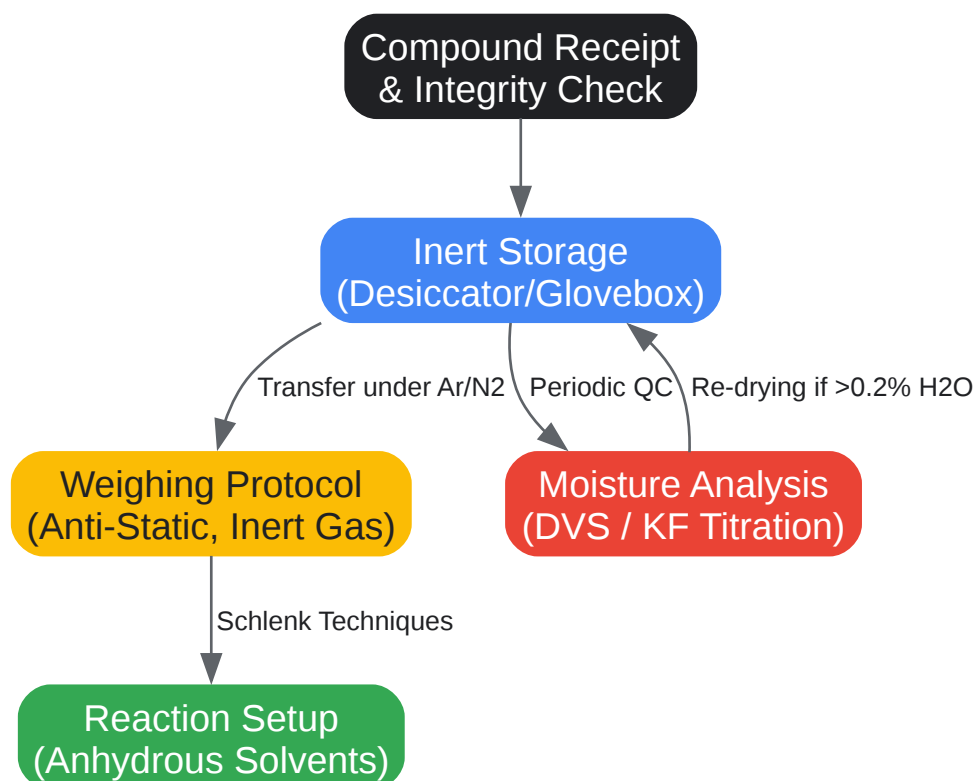 Compound Receipt
& Integrity Check
Inert Storage
(Desiccator/Glovebox)
Transfer under Ar/N2
Periodic QC
Re-drying if >0.2% H2O
Weighing Protocol
(Anti-Static, Inert Gas)
Moisture Analysis
(DVS / KF Titration)
Schlenk Techniques
Reaction Setup
(Anhydrous Solvents)